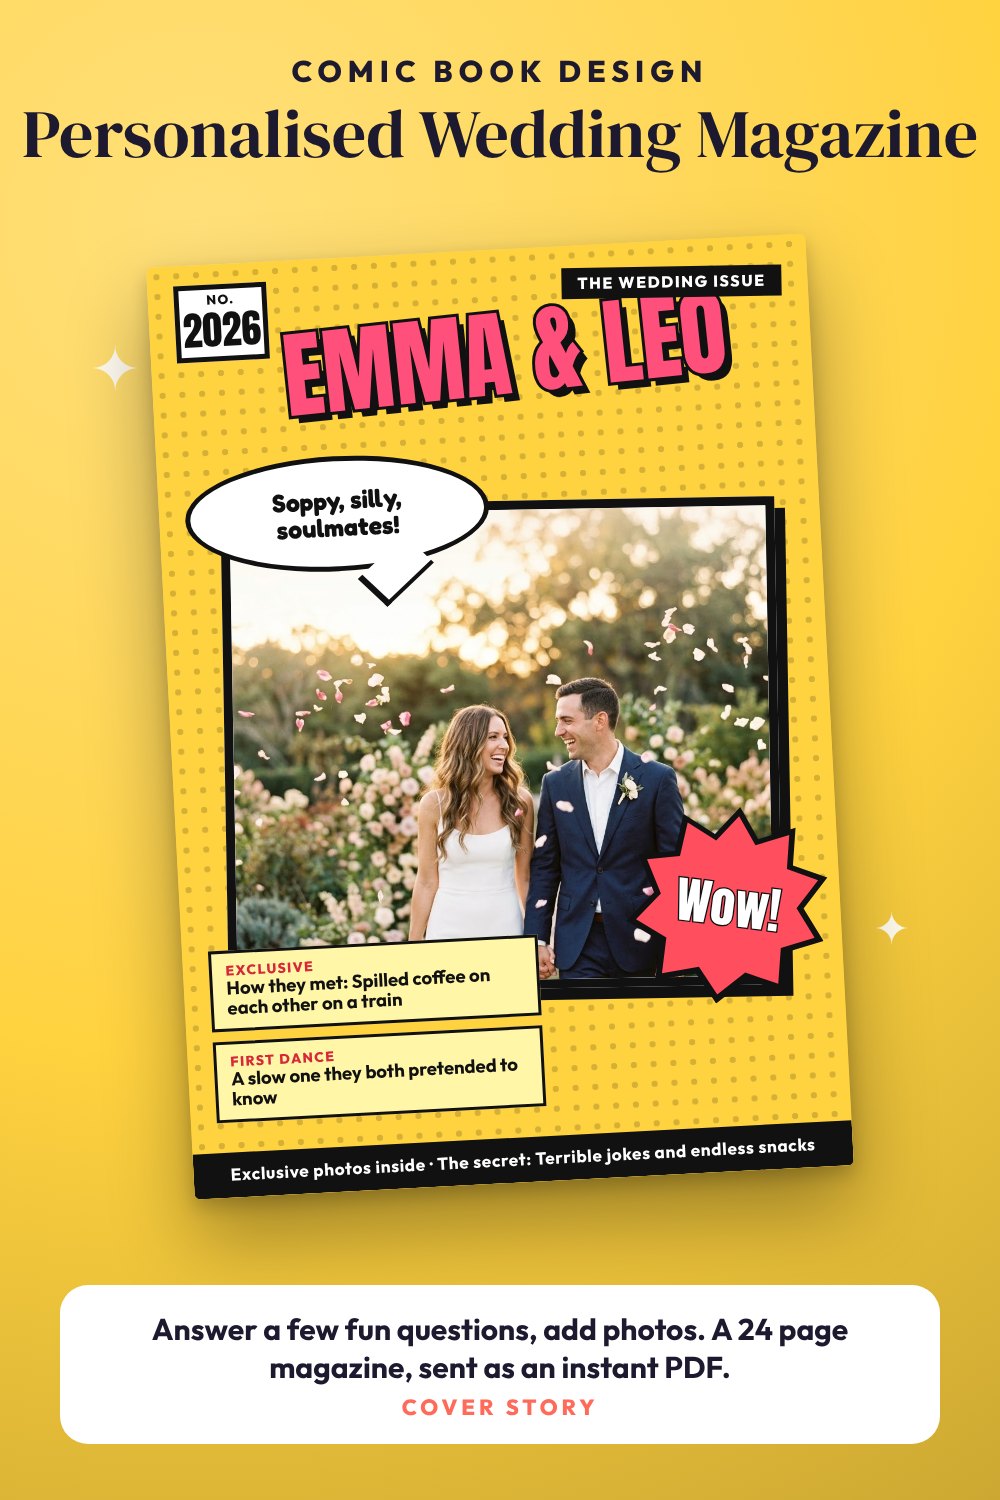 COMIC BOOK DESIGN
Personalised Wedding Magazine
NO.
2026
THE WEDDING ISSUE
EMMA & LEO
Soppy, silly,
soulmates!
Wow!
EXCLUSIVE
How they met: Spilled coffee on
each other on a train
FIRST DANCE
A slow one they both pretended to
know
Exclusive photos inside · The secret: Terrible jokes and endless snacks
Answer a few fun questions, add photos. A 24 page
magazine, sent as an instant PDF.
COVER STORY